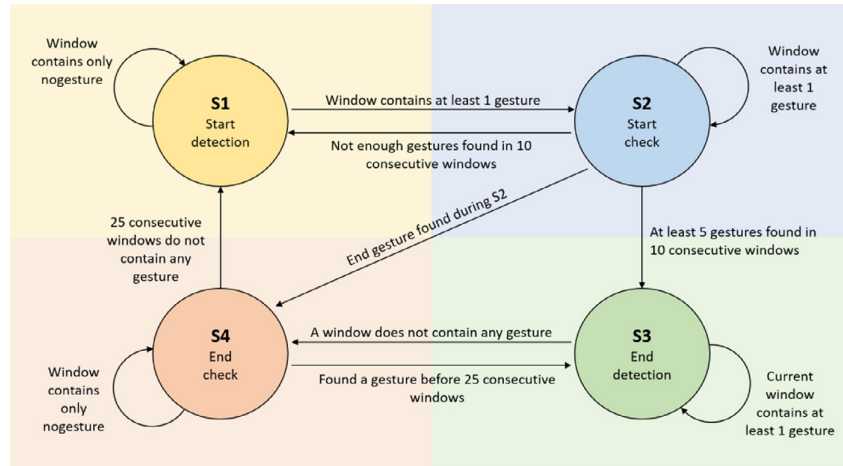 Window
contains only
nogesture
S1
Start
detection
Window contains at least 1 gesture
Not enough gestures found in 10
consecutive windows
S2
Start
check
Window
contains at
least 1
gesture
25 consecutive
windows do not
contain any
gesture
End gesture found during S2
At least 5 gestures found in
10 consecutive windows
S4
End
check
Window
contains
only
nogesture
A window does not contain any gesture
Found a gesture before 25 consecutive
windows
S3
End
detection
Current
window
contains at
least 1 gesture